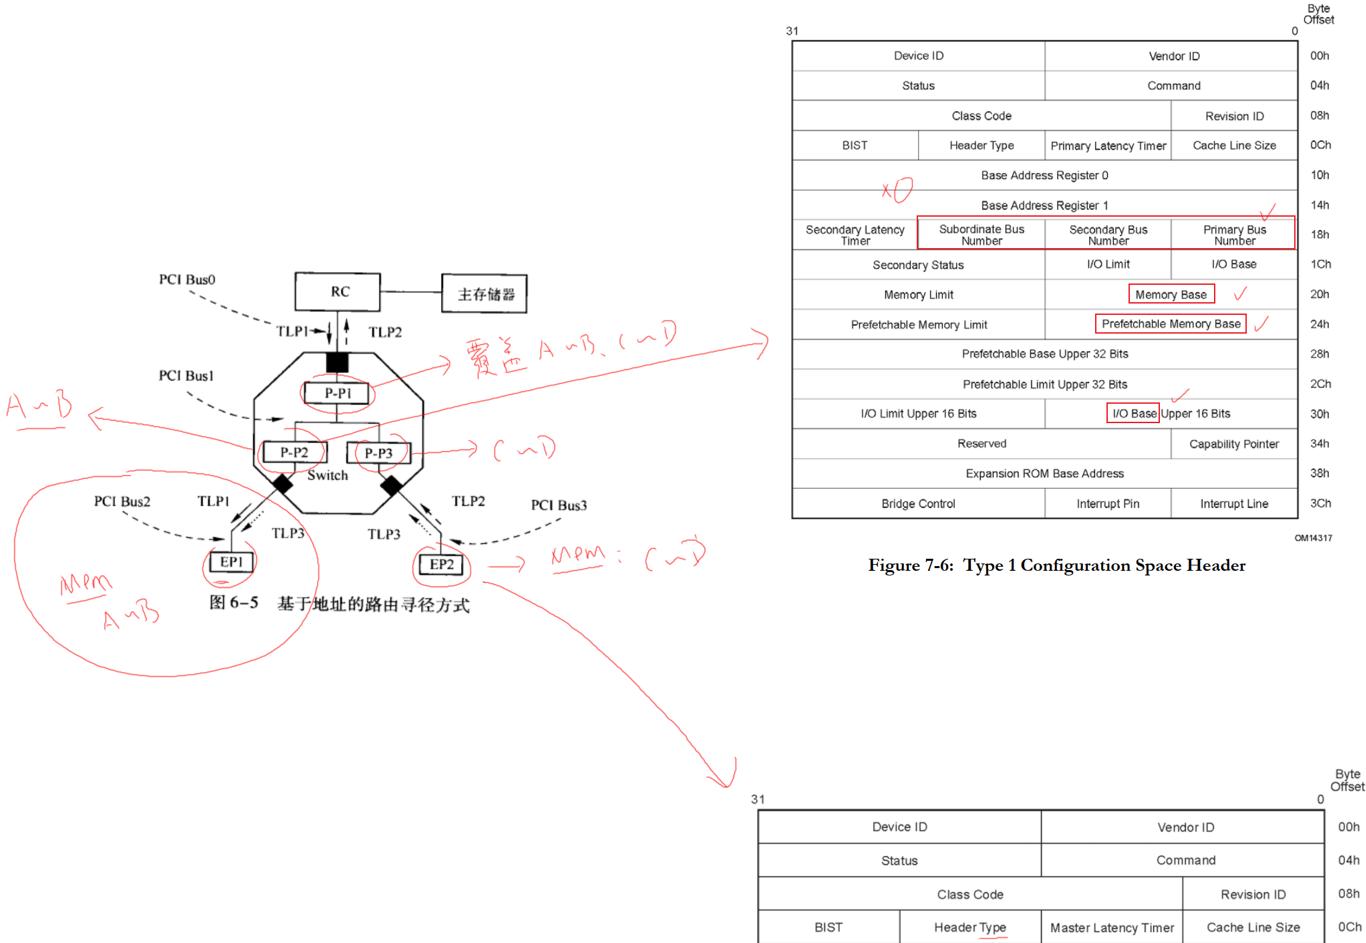 Byte
Offset
31
0
Device ID
Vendor ID
00h
Status
Command
04h
Class Code
Revision ID
08h
BIST
Header Type
Primary Latency Timer
Cache Line Size
0Ch
Base Address Register 0
10h
Base Address Register 1
14h
Secondary Latency Timer
Subordinate Bus Number
Secondary Bus Number
Primary Bus Number
18h
Secondary Status
I/O Limit
I/O Base
1Ch
Memory Limit
Memory Base
20h
Prefetchable Memory Limit
Prefetchable Memory Base
24h
Prefetchable Base Upper 32 Bits
28h
Prefetchable Limit Upper 32 Bits
2Ch
I/O Limit Upper 16 Bits
I/O Base Upper 16 Bits
30h
Reserved
Capability Pointer
34h
Expansion ROM Base Address
38h
Bridge Control
Interrupt Pin
Interrupt Line
3Ch
OM14317
Figure 7-6: Type 1 Configuration Space Header
x0
PCI Bus0
RC
主存储器
TLP1
TLP2
覆盖 A~B、C~D
PCI Bus1
P-P1
A~B
P-P2
P-P3
C~D
Switch
PCI Bus2
TLP1
TLP2
PCI Bus3
TLP3
TLP3
EP1
EP2
Mem: C~D
Mem
A~B
图 6-5 基于地址的路由寻径方式
Byte
Offset
31
0
Device ID
Vendor ID
00h
Status
Command
04h
Class Code
Revision ID
08h
BIST
Header Type
Master Latency Timer
Cache Line Size
0Ch